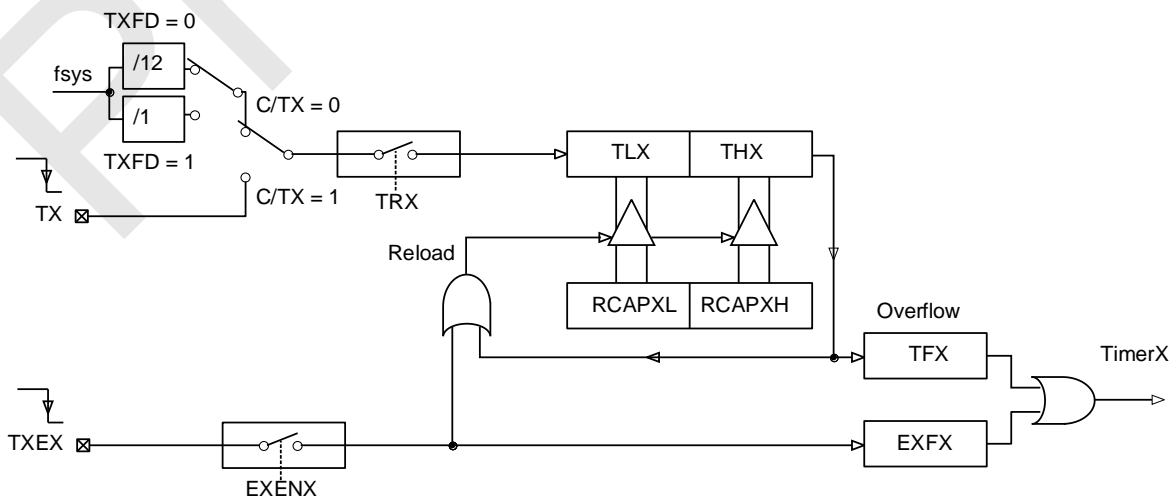 TXFD = 0
/12
fsys
C/TX = 0
/1
TXFD = 1
TLX
THX
TX
C/TX = 1
TRX
Reload
RCAPXL
RCAPXH
Overflow
TFX
TimerX
TXEX
EXFX
EXENX